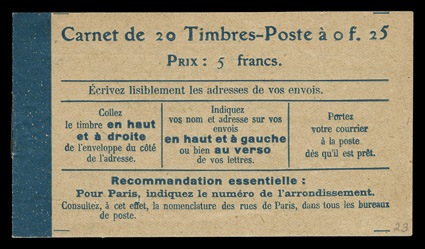 Carnet de 20 Timbres-Poste à 0 f. 25
PRIX : 5 francs.
Écrivez lisiblement les adresses de vos envois.
Collez
le timbre en haut
et à droite
de l'enveloppe du côté
de l'adresse.
Indiquez
vos nom et adresse sur vos
envois
en haut et à gauche
ou bien au verso
de vos lettres.
Portez
votre courrier
à la poste
dès qu'il est prêt.
Recommandation essentielle :
Pour Paris, indiquez le numéro de l'arrondissement.
Consultez, à cet effet, la nomenclature des rues de Paris, dans tous les bureaux
de poste.
23